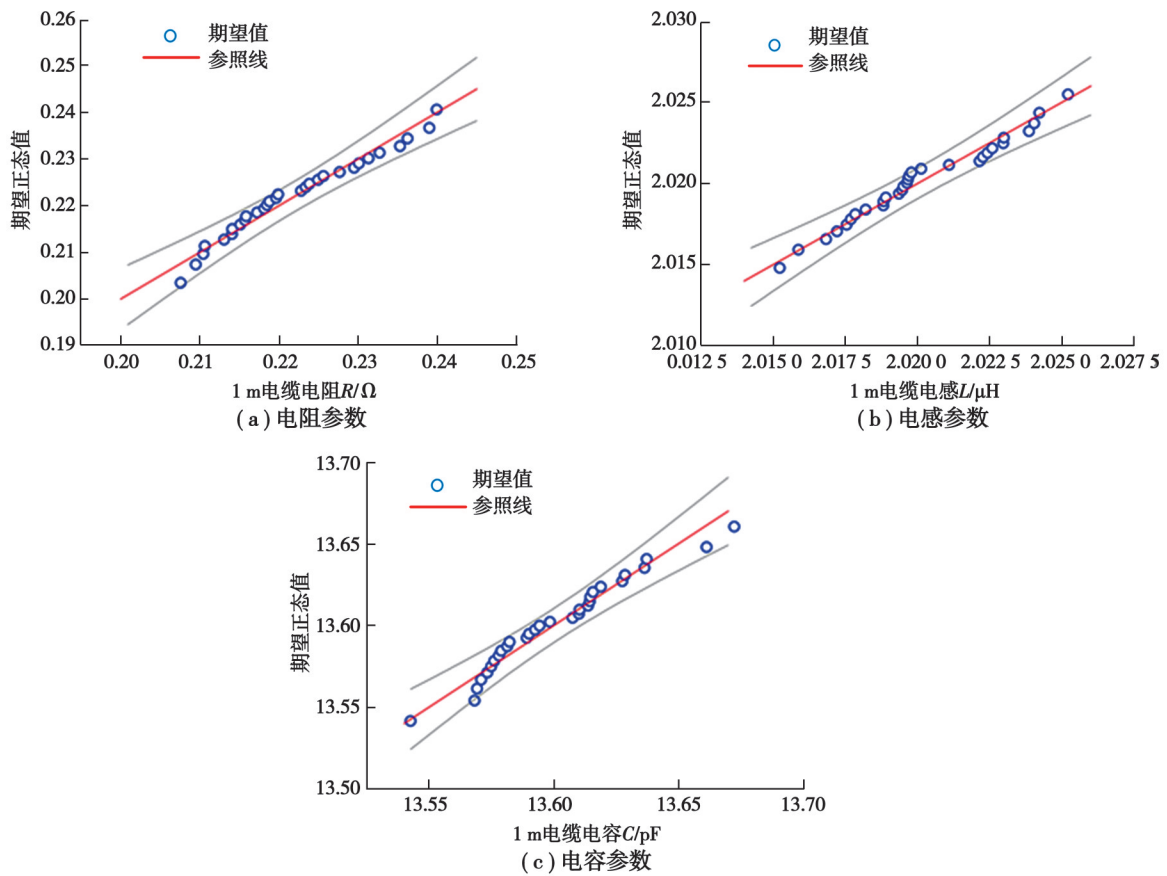 0.26
0.25
0.24
0.23
0.22
0.21
0.20
0.19
期望正态值
期望值
参照线
0.20 0.21 0.22 0.23 0.24 0.25
1 m电缆电阻R/Ω
(a)电阻参数
2.030
2.025
2.020
2.015
2.010
期望正态值
期望值
参照线
2.012 5 2.015 0 2.017 5 2.020 0 2.022 5 2.025 0 2.027 5
1 m电缆电感L/μH
(b)电感参数
13.70
13.65
13.60
13.55
13.50
期望正态值
期望值
参照线
13.55 13.60 13.65 13.70
1 m电缆电容C/pF
(c)电容参数